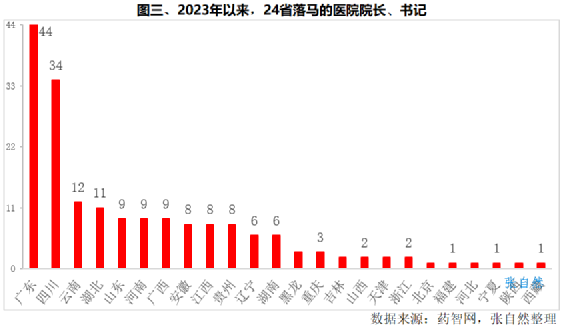 图三、2023年以来，24省落马的医院院长、书记
44
33
22
11
0
44
34
12
11
9
9
9
8
8
8
6
6
3
2
2
1
1
1
广东
四川
云南
湖北
山东
河南
广西
安徽
江西
贵州
辽宁
湖南
黑龙
重庆
吉林
山西
天津
浙江
北京
福建
河北
宁夏
陕西
西藏
张自然
数据来源：药智网，张自然整理